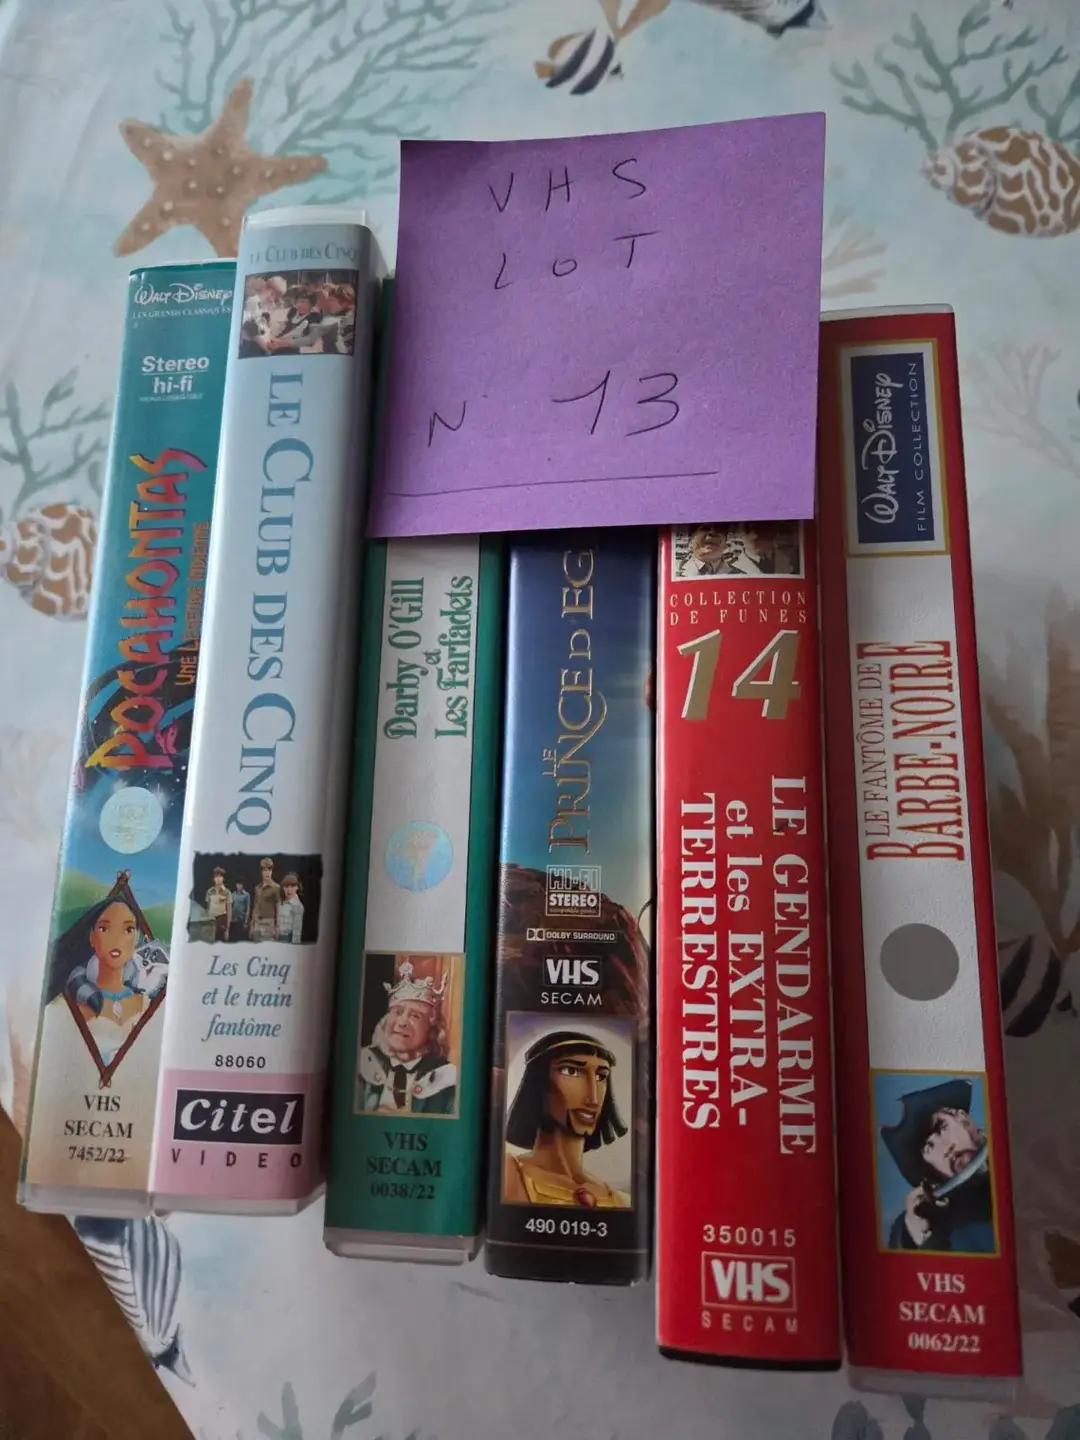 VHS
LOT
N° 13
WALT DISNEY
LES GRANDS CLASSIQUES
Stereo
hi-fi
POCAHONTAS
UNE LÉGENDE INDIENNE
VHS
SECAM
7452/22
LE CLUB DES CINQ
LE CLUB DES CINQ
Les Cinq
et le train
fantôme
88060
Citel
VIDEO
Darby O'Gill
et
Les Farfadets
VHS
SECAM
0038/22
LE
PRINCE D'EG
HI-FI
STEREO
DOLBY SURROUND
VHS
SECAM
490 019-3
COLLECTION
DE FUNES
14
LE GENDARME
et les EXTRA-
TERRESTRES
350015
VHS
SECAM
WALT DISNEY
FILM COLLECTION
LE FANTÔME DE
BARBE-NOIRE
VHS
SECAM
0062/22